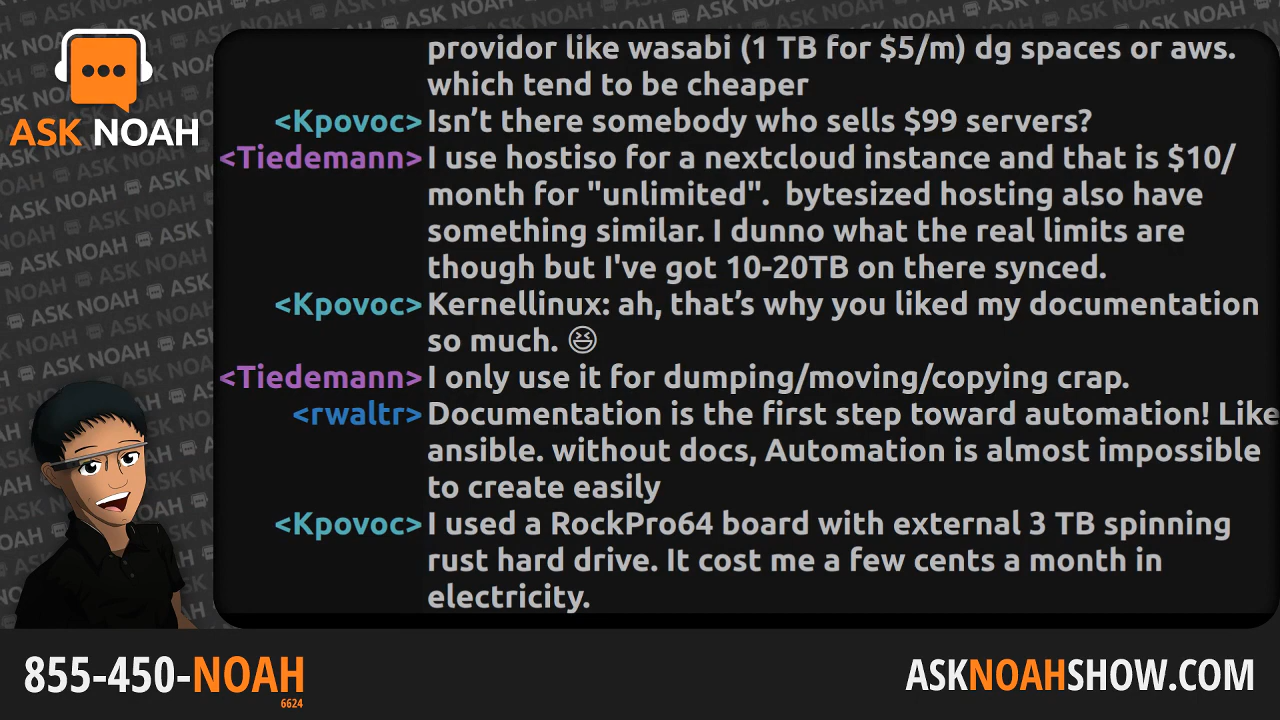 ASK NOAH
providor like wasabi (1 TB for $5/m) dg spaces or aws.
which tend to be cheaper
<Kpovoc> Isn’t there somebody who sells $99 servers?
<Tiedemann> I use hostiso for a nextcloud instance and that is $10/
month for "unlimited".  bytesized hosting also have
something similar. I dunno what the real limits are
though but I've got 10-20TB on there synced.
<Kpovoc> Kernellinux: ah, that’s why you liked my documentation
so much. 😆
<Tiedemann> I only use it for dumping/moving/copying crap.
<rwaltr> Documentation is the first step toward automation! Like
ansible. without docs, Automation is almost impossible
to create easily
<Kpovoc> I used a RockPro64 board with external 3 TB spinning
rust hard drive. It cost me a few cents a month in
electricity.
855-450-NOAH
6624
ASKNOAHSHOW.COM